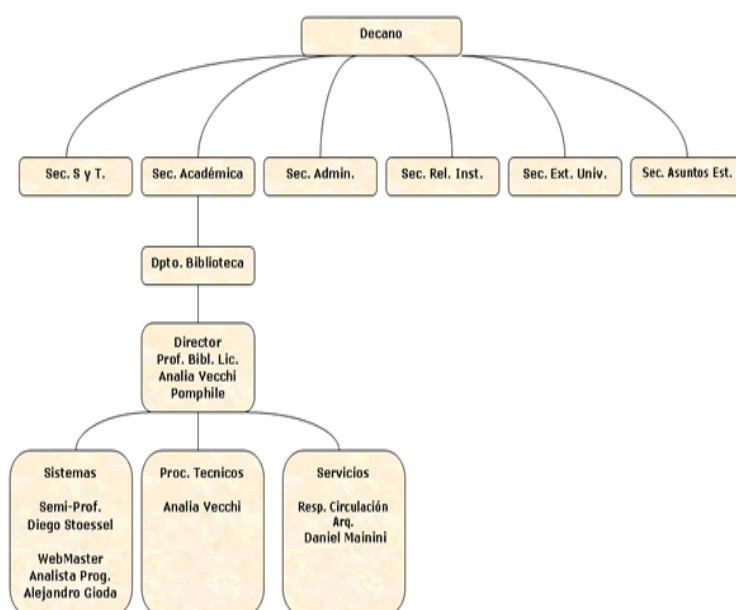 Decano
Sec. S y T.
Sec. Académica
Sec. Admin.
Sec. Rel. Inst.
Sec. Ext. Univ.
Sec. Asuntos Est.
Dpto. Biblioteca
Director
Prof. Bibl. Lic.
Analia Vecchi
Pomphile
Sistemas
Semi-Prof.
Diego Stoessel
WebMaster
Analista Prog.
Alejandro Gioda
Proc. Tecnicos
Analia Vecchi
Servicios
Resp. Circulación
Arq.
Daniel Mainini